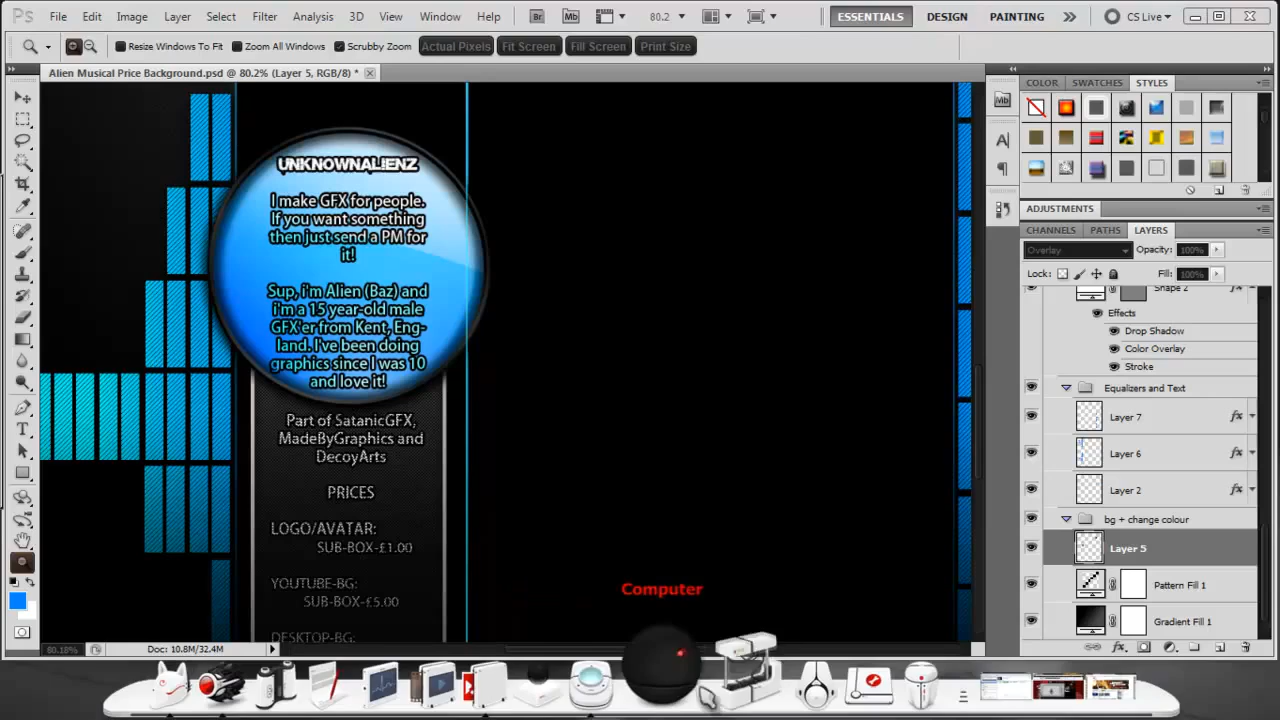 Ps File Edit Image Layer Select Filter Analysis 3D View Window Help Br Mb 80.2 ESSENTIALS DESIGN PAINTING CS Live
Resize Windows To Fit Zoom All Windows Scrubby Zoom Actual Pixels Fit Screen Fill Screen Print Size
Alien Musical Price Background.psd @ 80.2% (Layer 5, RGB/8) *
UNKNOWNALIENZ
I make GFX for people.
If you want something
then just send a PM for
it!
Sup, i'm Alien (Baz) and
i'm a 15 year-old male
GFX'er from Kent, Eng-
land. I've been doing
graphics since I was 10
and love it!
Part of SatanicGFX,
MadeByGraphics and
DecoyArts
PRICES
LOGO/AVATAR:
SUB-BOX-£1.00
YOUTUBE-BG:
SUB-BOX-£5.00
DESKTOP-BG:
Computer
80.18% Doc: 10.8M/32.4M
Mb
COLOR SWATCHES STYLES
ADJUSTMENTS
CHANNELS PATHS LAYERS
Overlay Opacity: 100%
Lock: Fill: 100%
Shape 2
Effects
Drop Shadow
Color Overlay
Stroke
Equalizers and Text
Layer 7 fx
Layer 6 fx
Layer 2 fx
bg + change colour
Layer 5
Pattern Fill 1
Gradient Fill 1